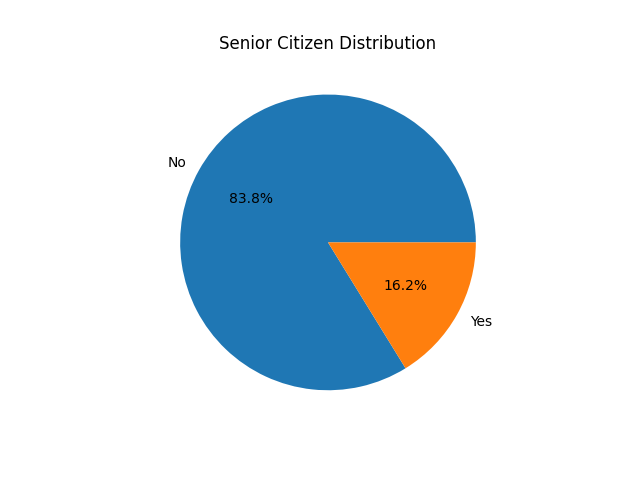 Senior Citizen Distribution
No
83.8%
16.2%
Yes